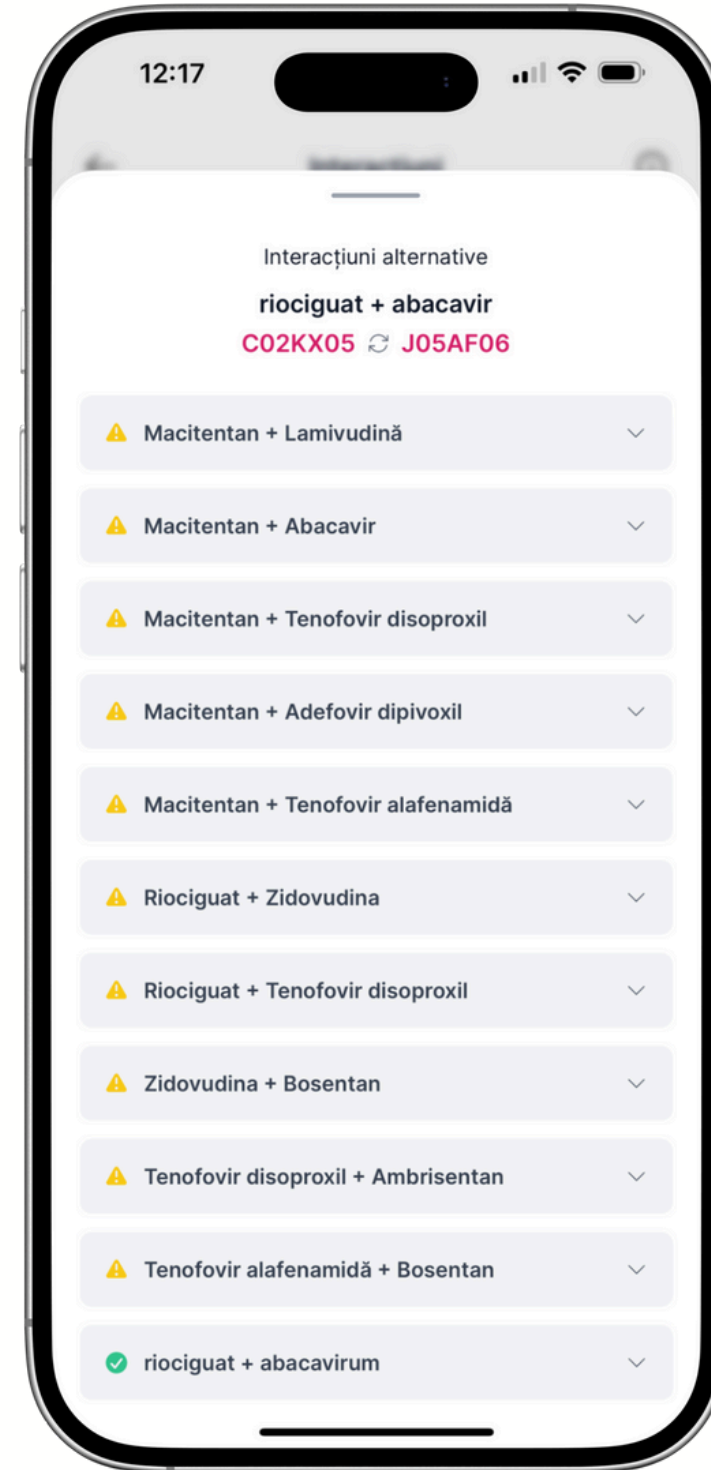 12:17
Interacțiuni
Interacțiuni alternative
riociguat + abacavir
C02KX05 J05AF06
Macitentan + Lamivudină
Macitentan + Abacavir
Macitentan + Tenofovir disoproxil
Macitentan + Adefovir dipivoxil
Macitentan + Tenofovir alafenamidă
Riociguat + Zidovudina
Riociguat + Tenofovir disoproxil
Zidovudina + Bosentan
Tenofovir disoproxil + Ambrisentan
Tenofovir alafenamidă + Bosentan
riociguat + abacavirum